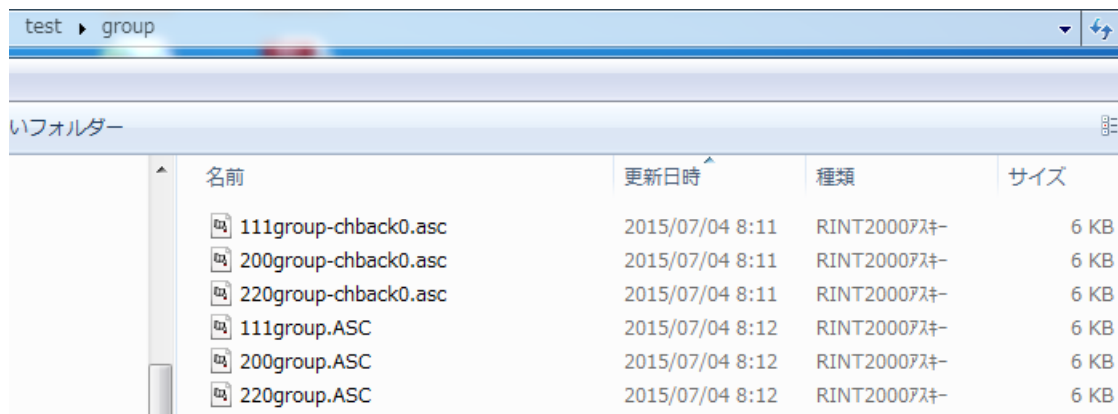 test ▸ group
いフォルダー
名前 更新日時 種類 サイズ
111group-chback0.asc 2015/07/04 8:11 RINT2000ｱｽｷｰ 6 KB
200group-chback0.asc 2015/07/04 8:11 RINT2000ｱｽｷｰ 6 KB
220group-chback0.asc 2015/07/04 8:11 RINT2000ｱｽｷｰ 6 KB
111group.ASC 2015/07/04 8:12 RINT2000ｱｽｷｰ 6 KB
200group.ASC 2015/07/04 8:12 RINT2000ｱｽｷｰ 6 KB
220group.ASC 2015/07/04 8:12 RINT2000ｱｽｷｰ 6 KB